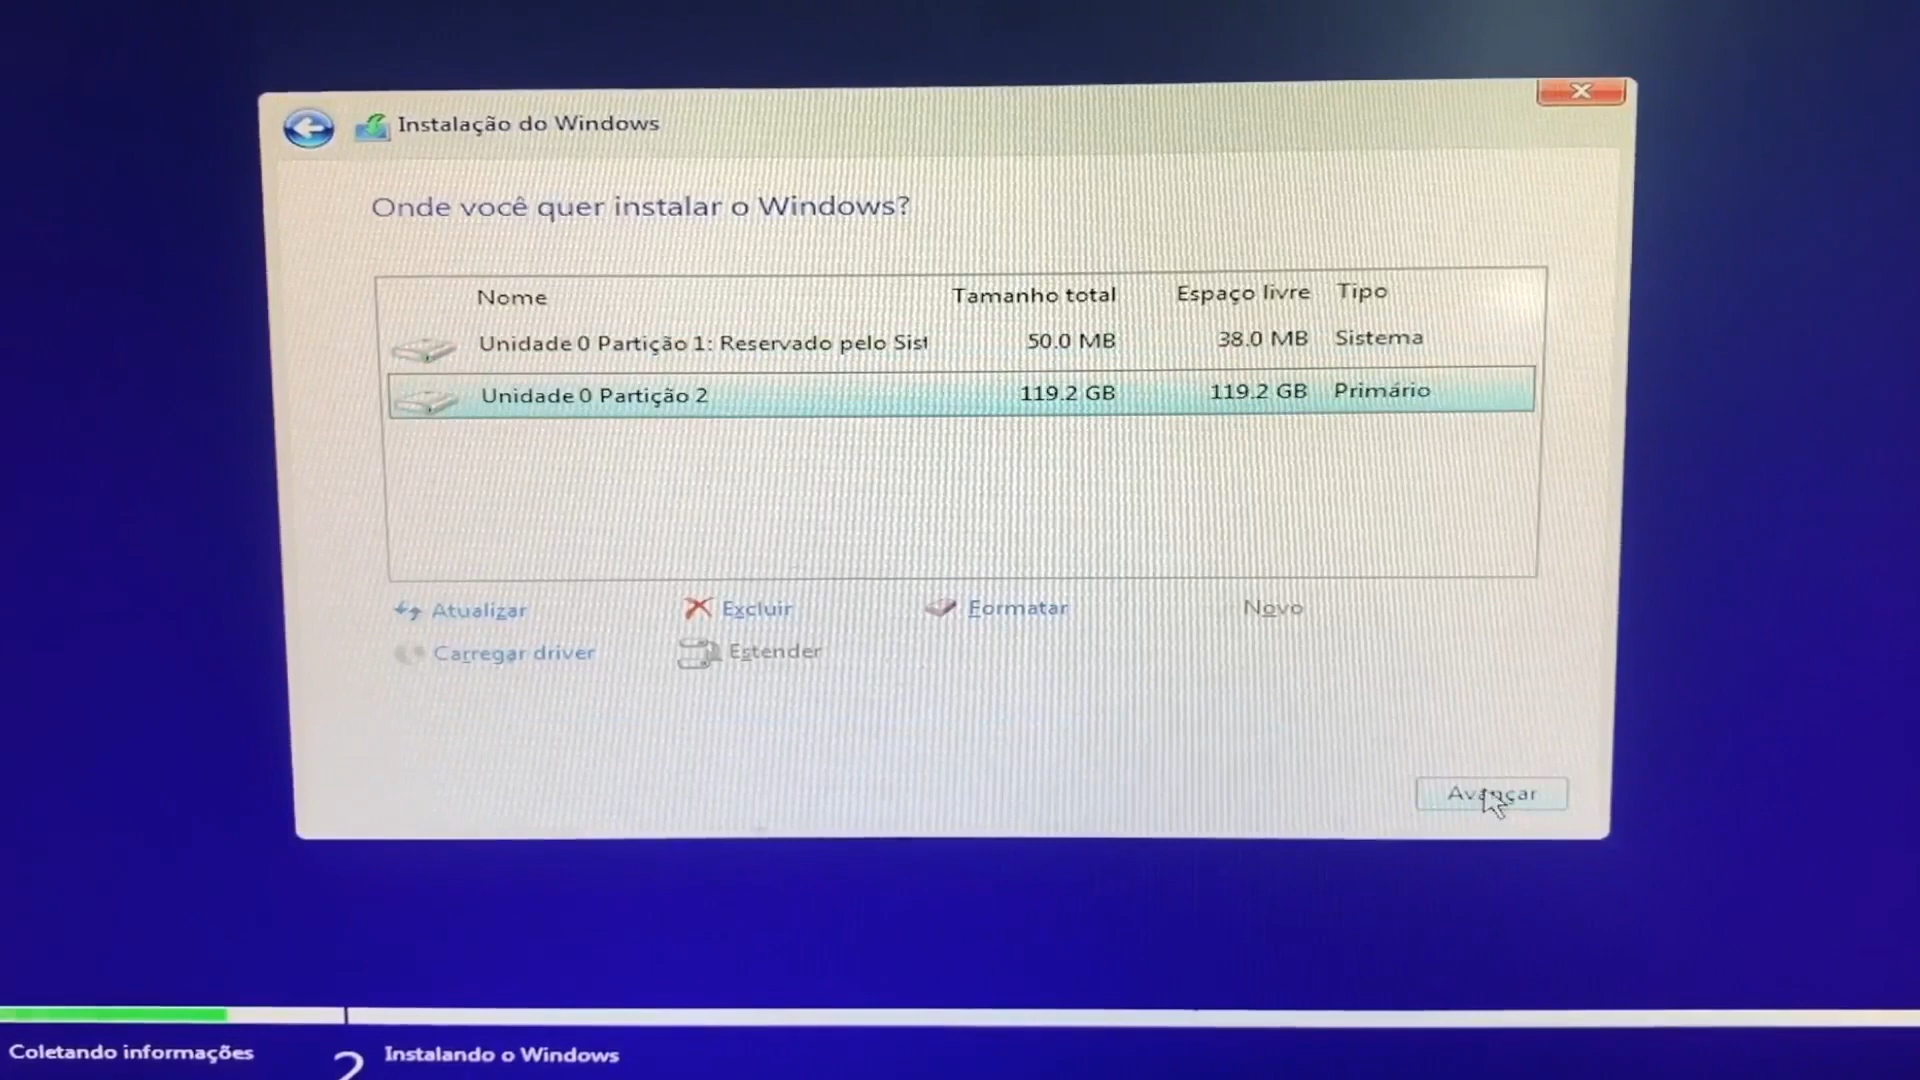 Instalação do Windows
Onde você quer instalar o Windows?
Nome Tamanho total Espaço livre Tipo
Unidade 0 Partição 1: Reservado pelo Sist 50.0 MB 38.0 MB Sistema
Unidade 0 Partição 2 119.2 GB 119.2 GB Primário
Atualizar Excluir Formatar Novo
Carregar driver Estender
Avançar
Coletando informações 2 Instalando o Windows